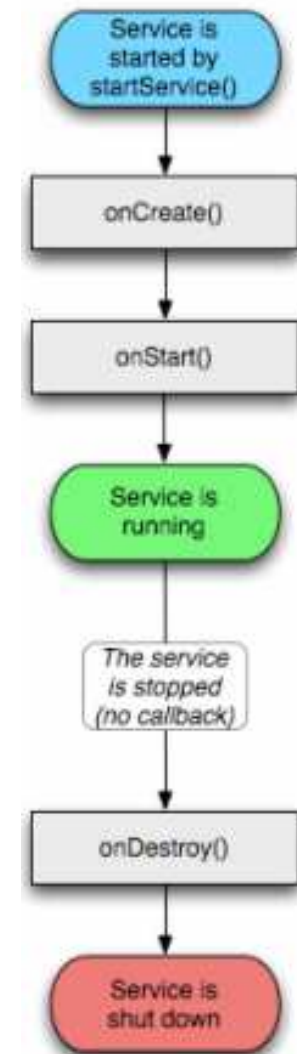 Service is
started by
startService()
onCreate()
onStart()
Service is
running
The service
is stopped
(no callback)
onDestroy()
Service is
shut down